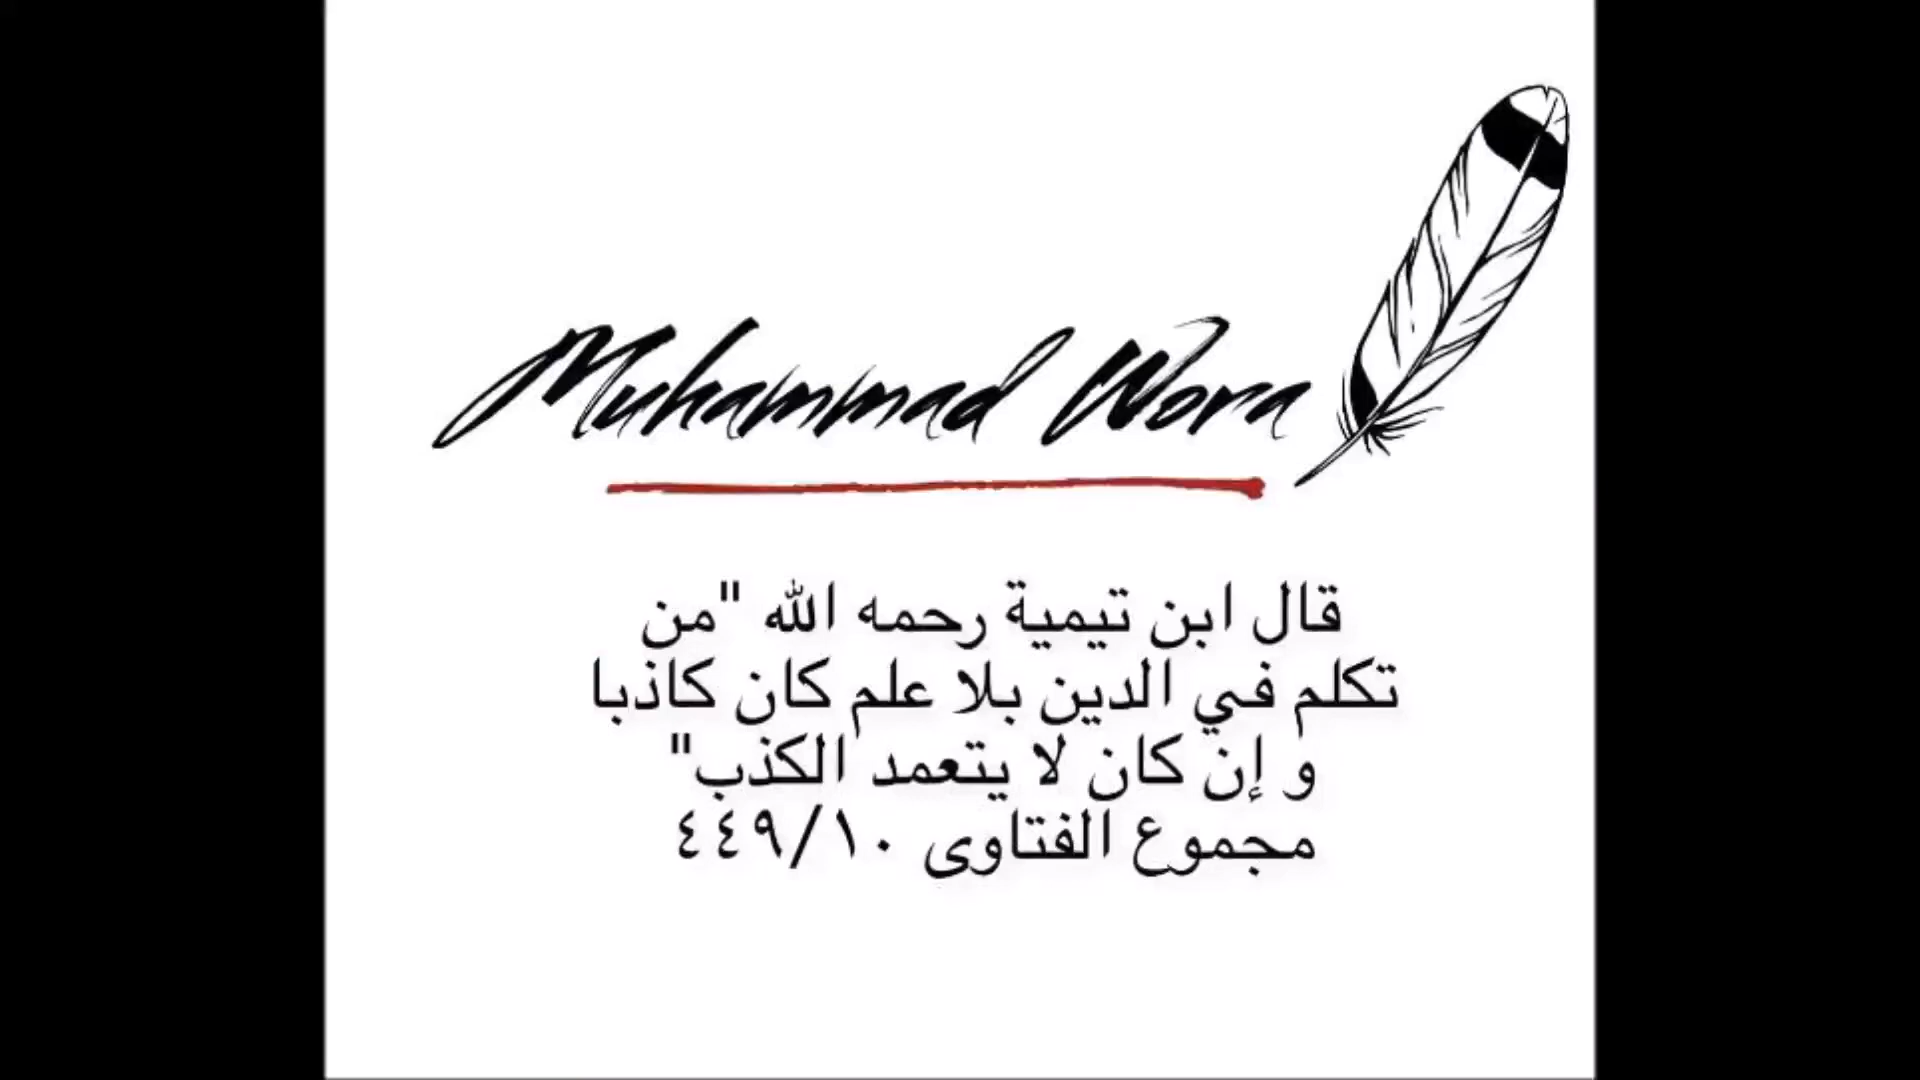 Muhammad Wora
قال ابن تيمية رحمه الله "من
تكلم في الدين بلا علم كان كاذبا
و إن كان لا يتعمد الكذب"
مجموع الفتاوى ٤٤٩/١٠